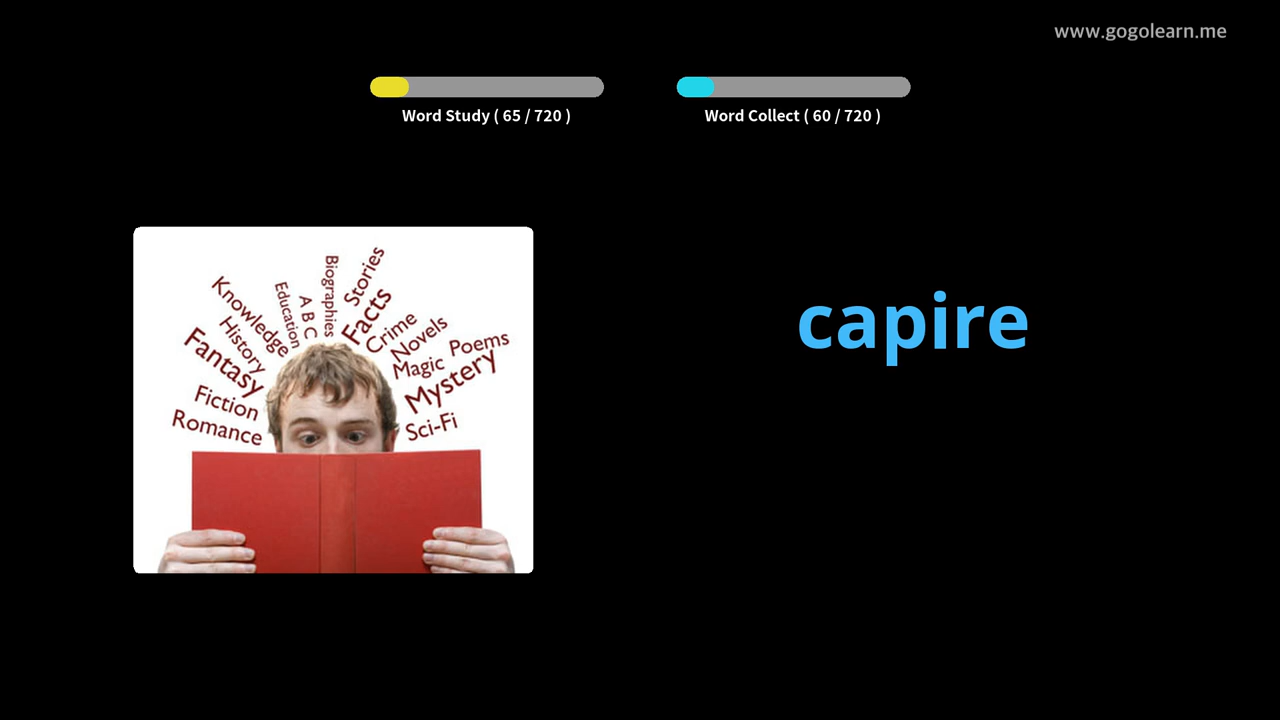 www.gogolearn.me
Word Study ( 65 / 720 )
Word Collect ( 60 / 720 )
capire
Biographies
Stories
Education
A B C
Facts
Knowledge
Crime
History
Novels
Poems
Fantasy
Magic
Mystery
Fiction
Romance
Sci-Fi